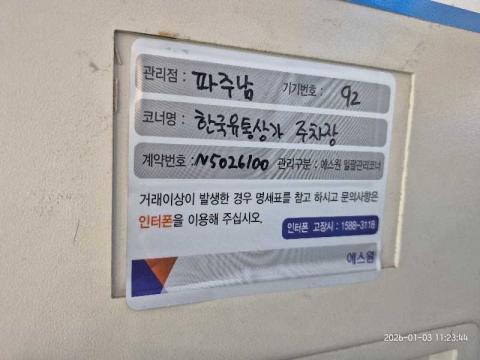 관리점 : 파주남 기기번호 : 92
코너명 : 한국유통상가 주차장
계약번호 : N5026100 관리구분 : 에스원 일괄관리코너
거래이상이 발생한 경우 명세표를 참고 하시고 문의사항은
인터폰을 이용해 주십시오.
인터폰 고장시 : 1588-3118
에스원
2026-01-03 11:23:44